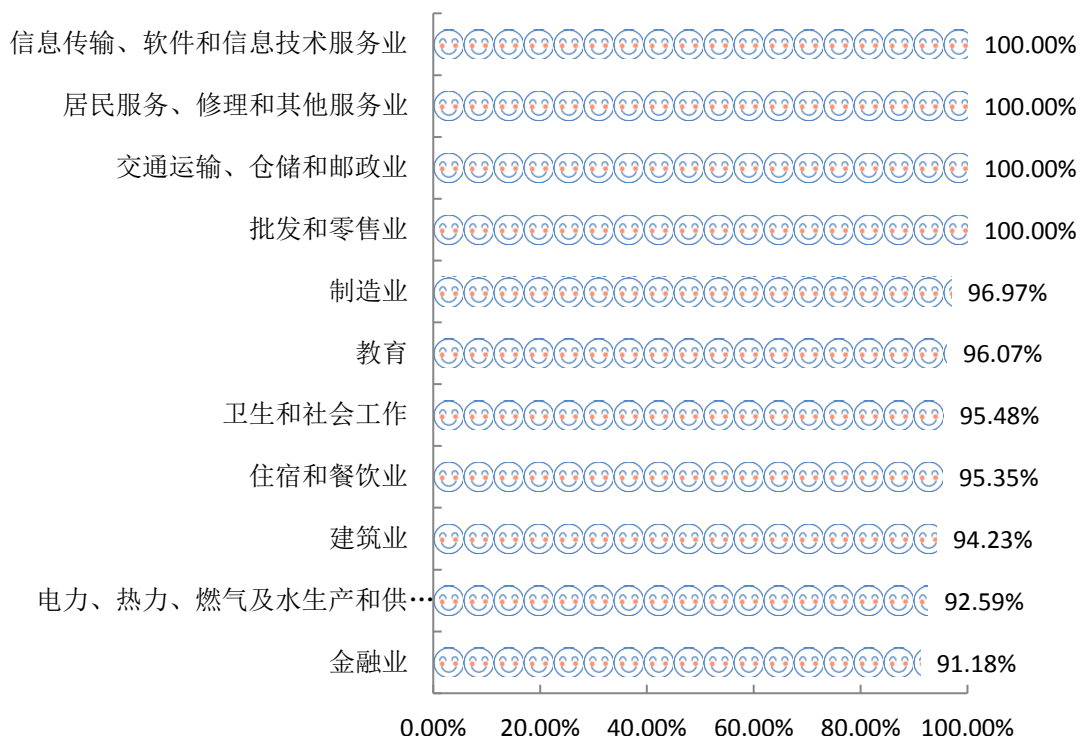 信息传输、软件和信息技术服务业 100.00%
居民服务、修理和其他服务业 100.00%
交通运输、仓储和邮政业 100.00%
批发和零售业 100.00%
制造业 96.97%
教育 96.07%
卫生和社会工作 95.48%
住宿和餐饮业 95.35%
建筑业 94.23%
电力、热力、燃气及水生产和供… 92.59%
金融业 91.18%
0.00% 20.00% 40.00% 60.00% 80.00% 100.00%